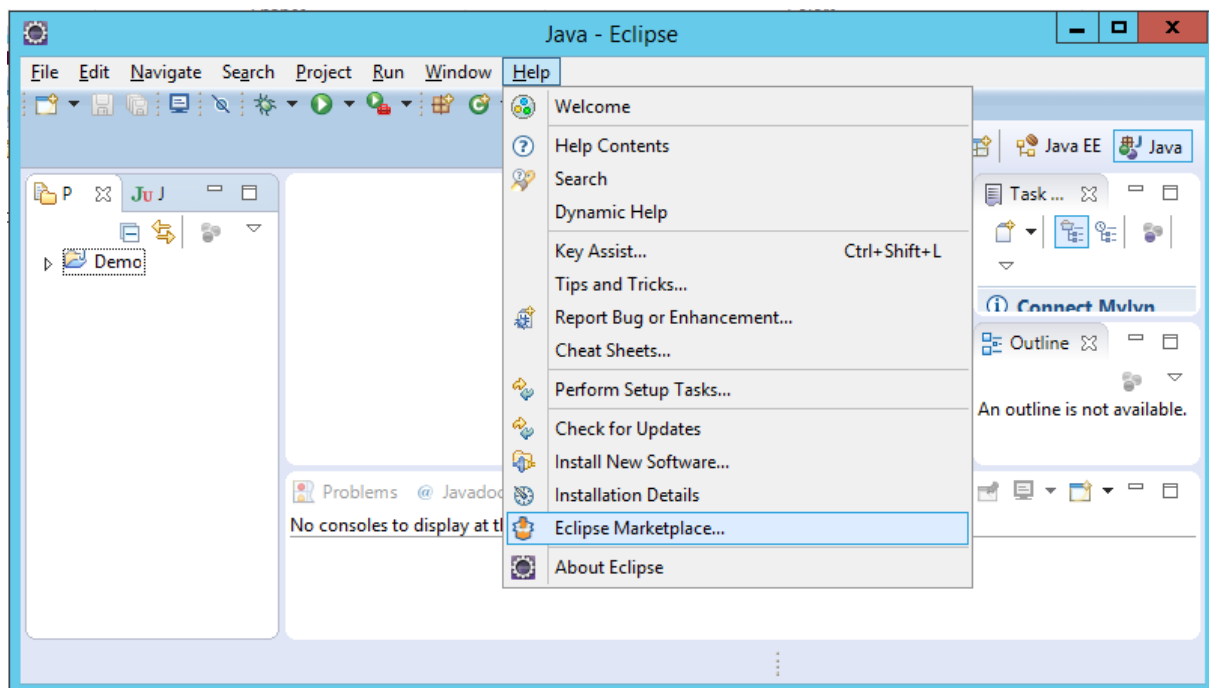 Java - Eclipse
File Edit Navigate Search Project Run Window Help
Welcome
Help Contents
Search
Dynamic Help
Key Assist... Ctrl+Shift+L
Tips and Tricks...
Report Bug or Enhancement...
Cheat Sheets...
Perform Setup Tasks...
Check for Updates
Install New Software...
Installation Details
Eclipse Marketplace...
About Eclipse
Java EE Java
P Ju J
Demo
Task ...
Connect Mylyn
Outline
An outline is not available.
Problems @ Javadoc
No consoles to display at